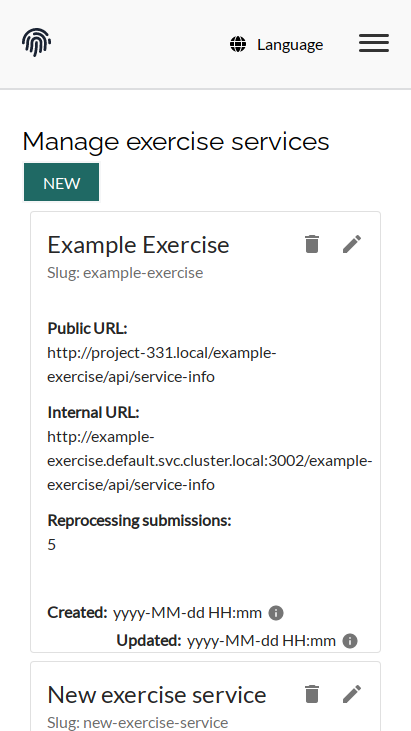 Language
Manage exercise services
NEW
Example Exercise
Slug: example-exercise
Public URL:
http://project-331.local/example-
exercise/api/service-info
Internal URL:
http://example-
exercise.default.svc.cluster.local:3002/example-
exercise/api/service-info
Reprocessing submissions:
5
Created: yyyy-MM-dd HH:mm
Updated: yyyy-MM-dd HH:mm
New exercise service
Slug: new-exercise-service